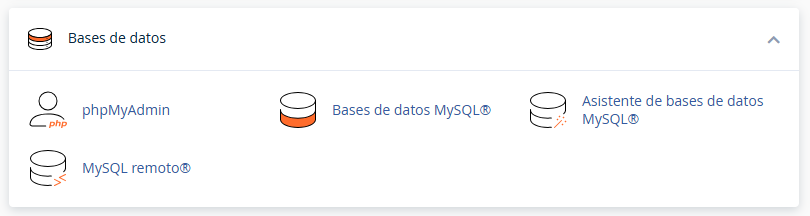 Bases de datos
phpMyAdmin
php
Bases de datos MySQL®
Asistente de bases de datos
MySQL®
MySQL remoto®